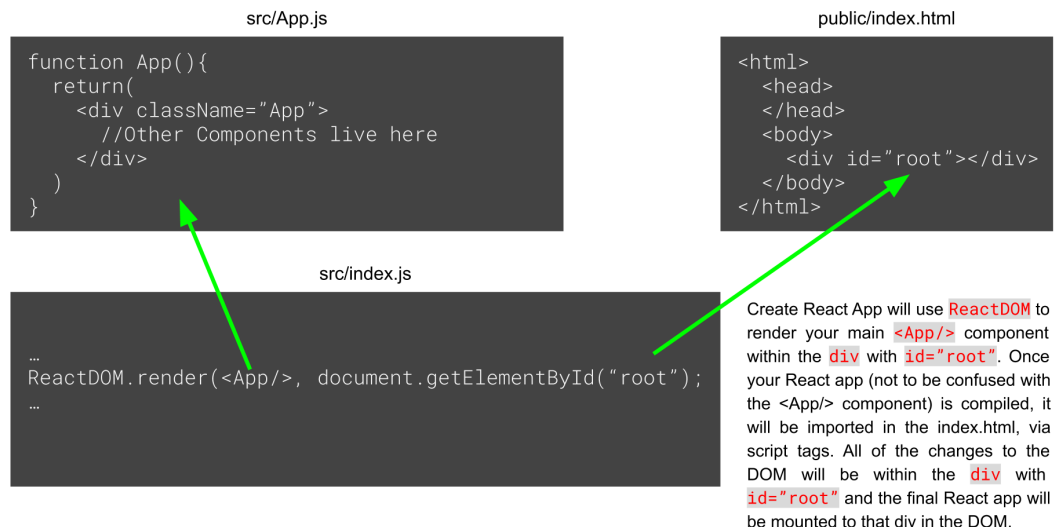 src/App.js
function App(){
  return(
    <div className="App">
      //Other Components live here
    </div>
  )
}
public/index.html
<html>
  <head>
  </head>
  <body>
    <div id="root"></div>
  </body>
</html>
src/index.js
…
ReactDOM.render(<App/>, document.getElementById("root");
…
Create React App will use ReactDOM to
render your main <App/> component
within the div with id="root". Once
your React app (not to be confused with
the <App/> component) is compiled, it
will be imported in the index.html, via
script tags. All of the changes to the
DOM will be within the div with
id="root" and the final React app will
be mounted to that div in the DOM.